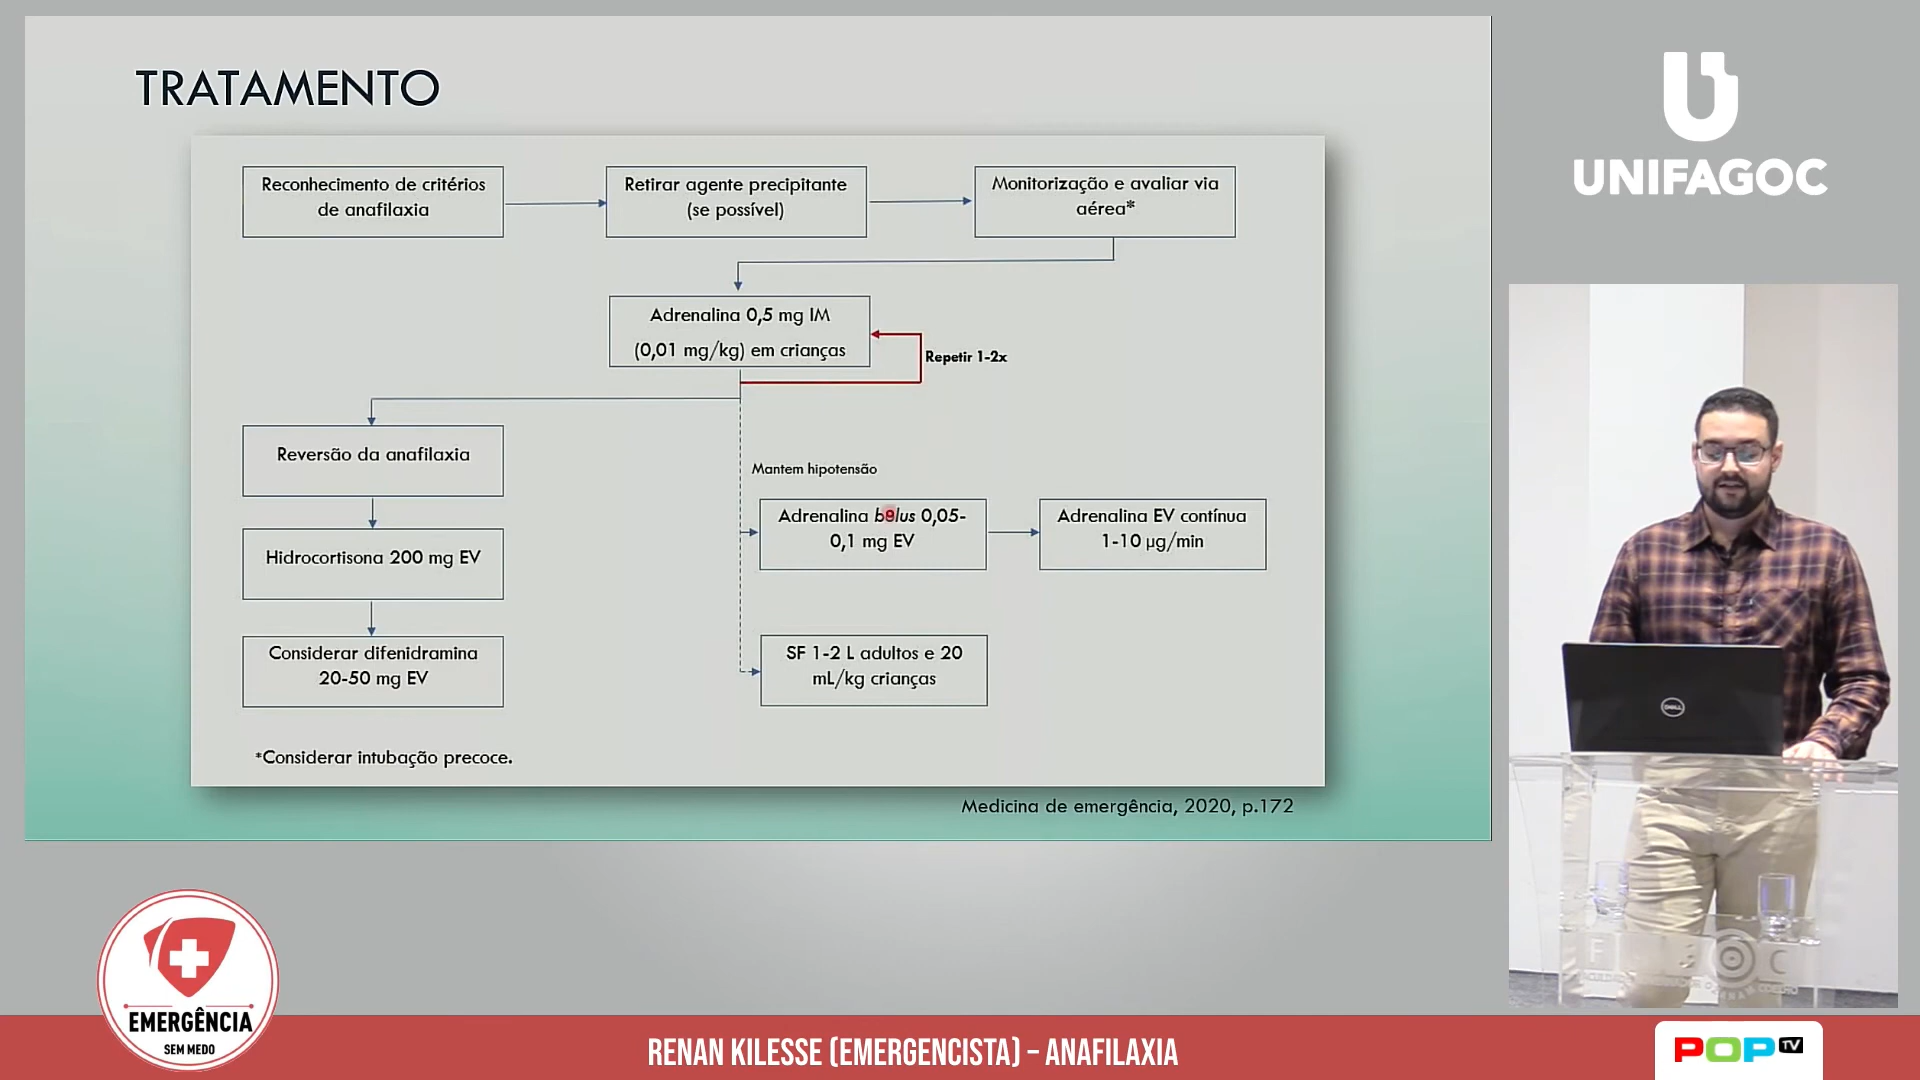 TRATAMENTO
Reconhecimento de critérios
de anafilaxia
Retirar agente precipitante
(se possível)
Monitorização e avaliar via
aérea*
Adrenalina 0,5 mg IM
(0,01 mg/kg) em crianças
Repetir 1-2x
Reversão da anafilaxia
Hidrocortisona 200 mg EV
Considerar difenidramina
20-50 mg EV
Mantem hipotensão
Adrenalina bolus 0,05-
0,1 mg EV
Adrenalina EV contínua
1-10 µg/min
SF 1-2 L adultos e 20
mL/kg crianças
*Considerar intubação precoce.
Medicina de emergência, 2020, p.172
UNIFAGOC
DELL
EMERGÊNCIA
SEM MEDO
RENAN KILESSE (EMERGENCISTA) – ANAFILAXIA
POP TV